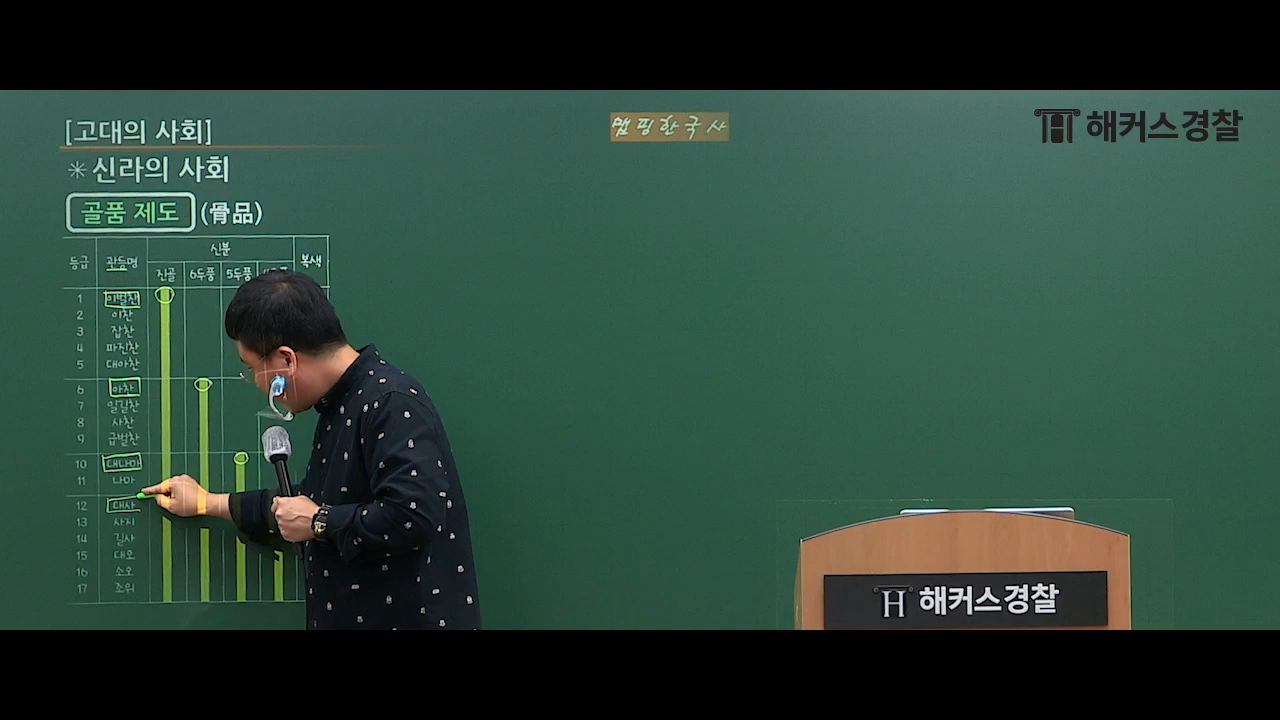 [고대의 사회]
맵핑한국사
해커스경찰
✳신라의 사회
골품 제도 (骨品)
등급 관등명 신분 복색
진골 6두품 5두품
1 이벌찬
2 이찬
3 잡찬
4 파진찬
5 대아찬
6 아찬
7 일길찬
8 사찬
9 급벌찬
10 대나마
11 나마
12 대사
13 사지
14 길사
15 대오
16 소오
17 조위
H 해커스경찰